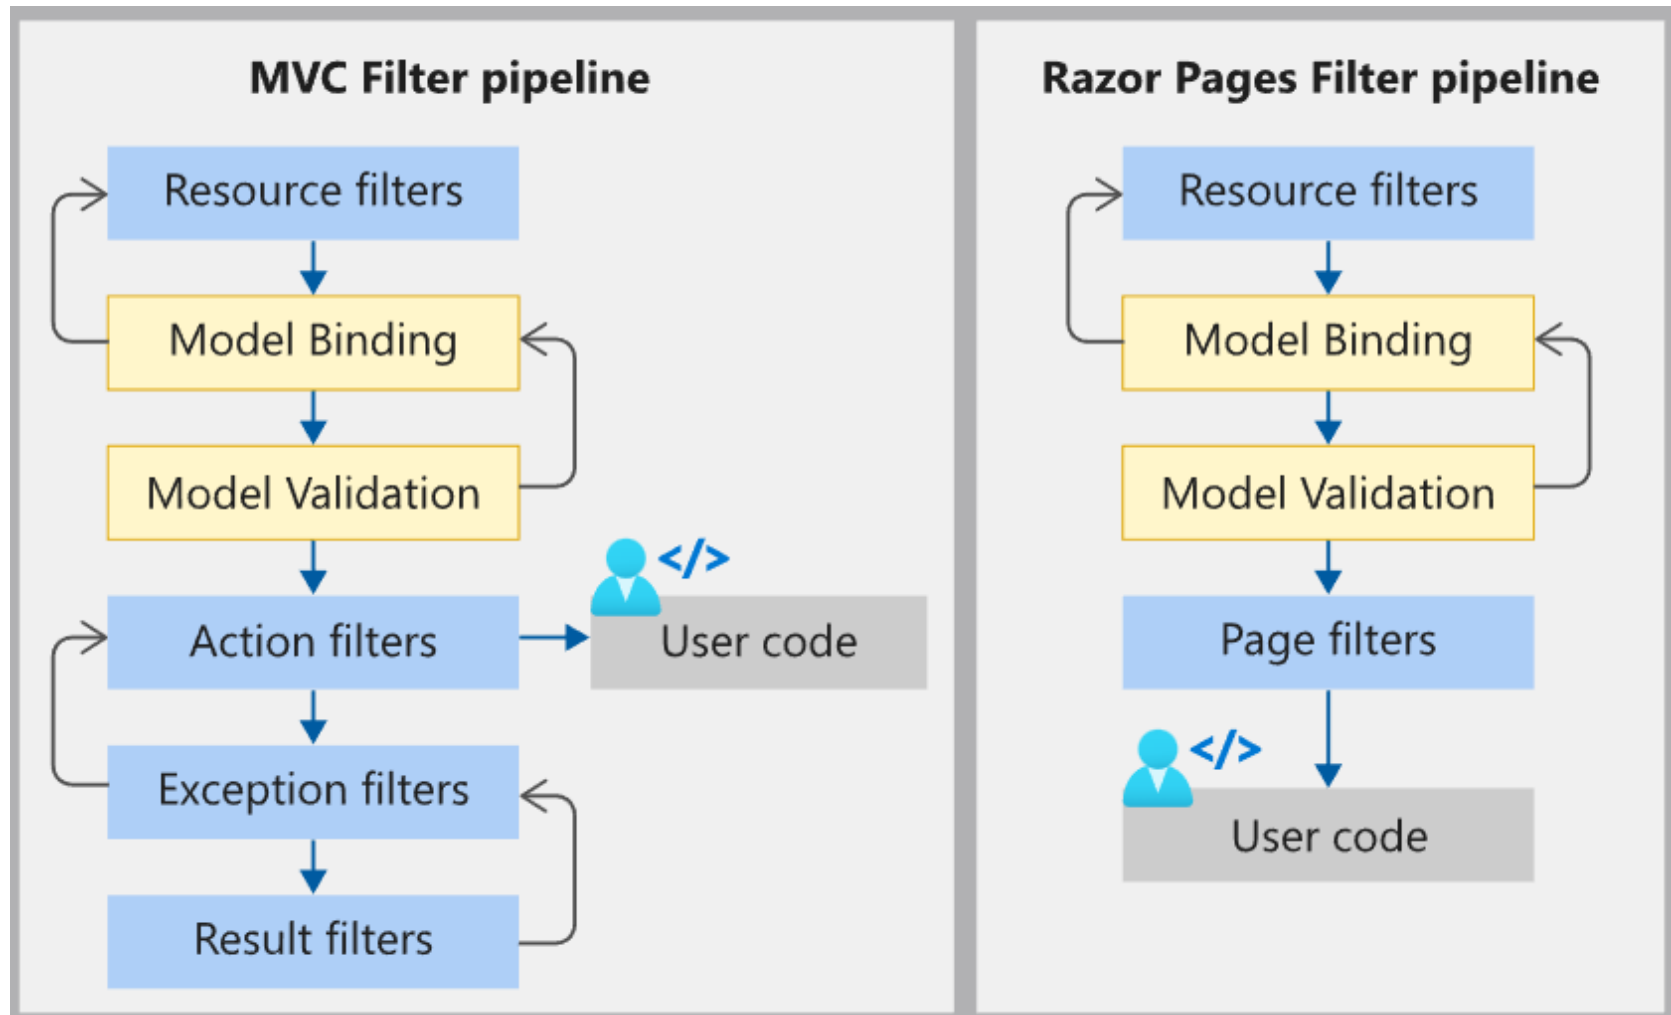 MVC Filter pipeline
Resource filters
Model Binding
Model Validation
Action filters
</>
User code
Exception filters
Result filters
Razor Pages Filter pipeline
Resource filters
Model Binding
Model Validation
Page filters
</>
User code